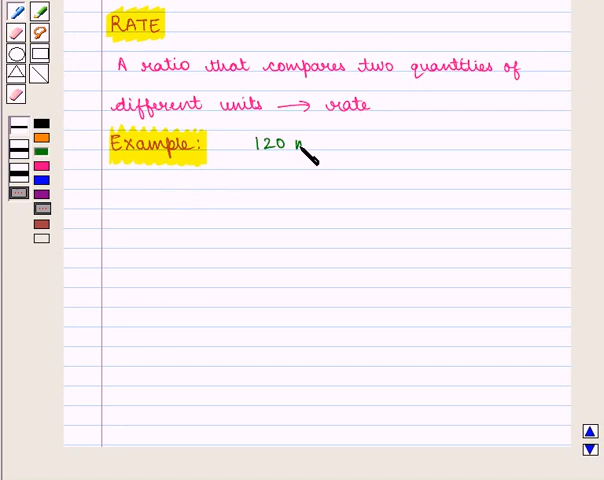 RATE
A ratio that compares two quantities of
different units → rate
Example: 120